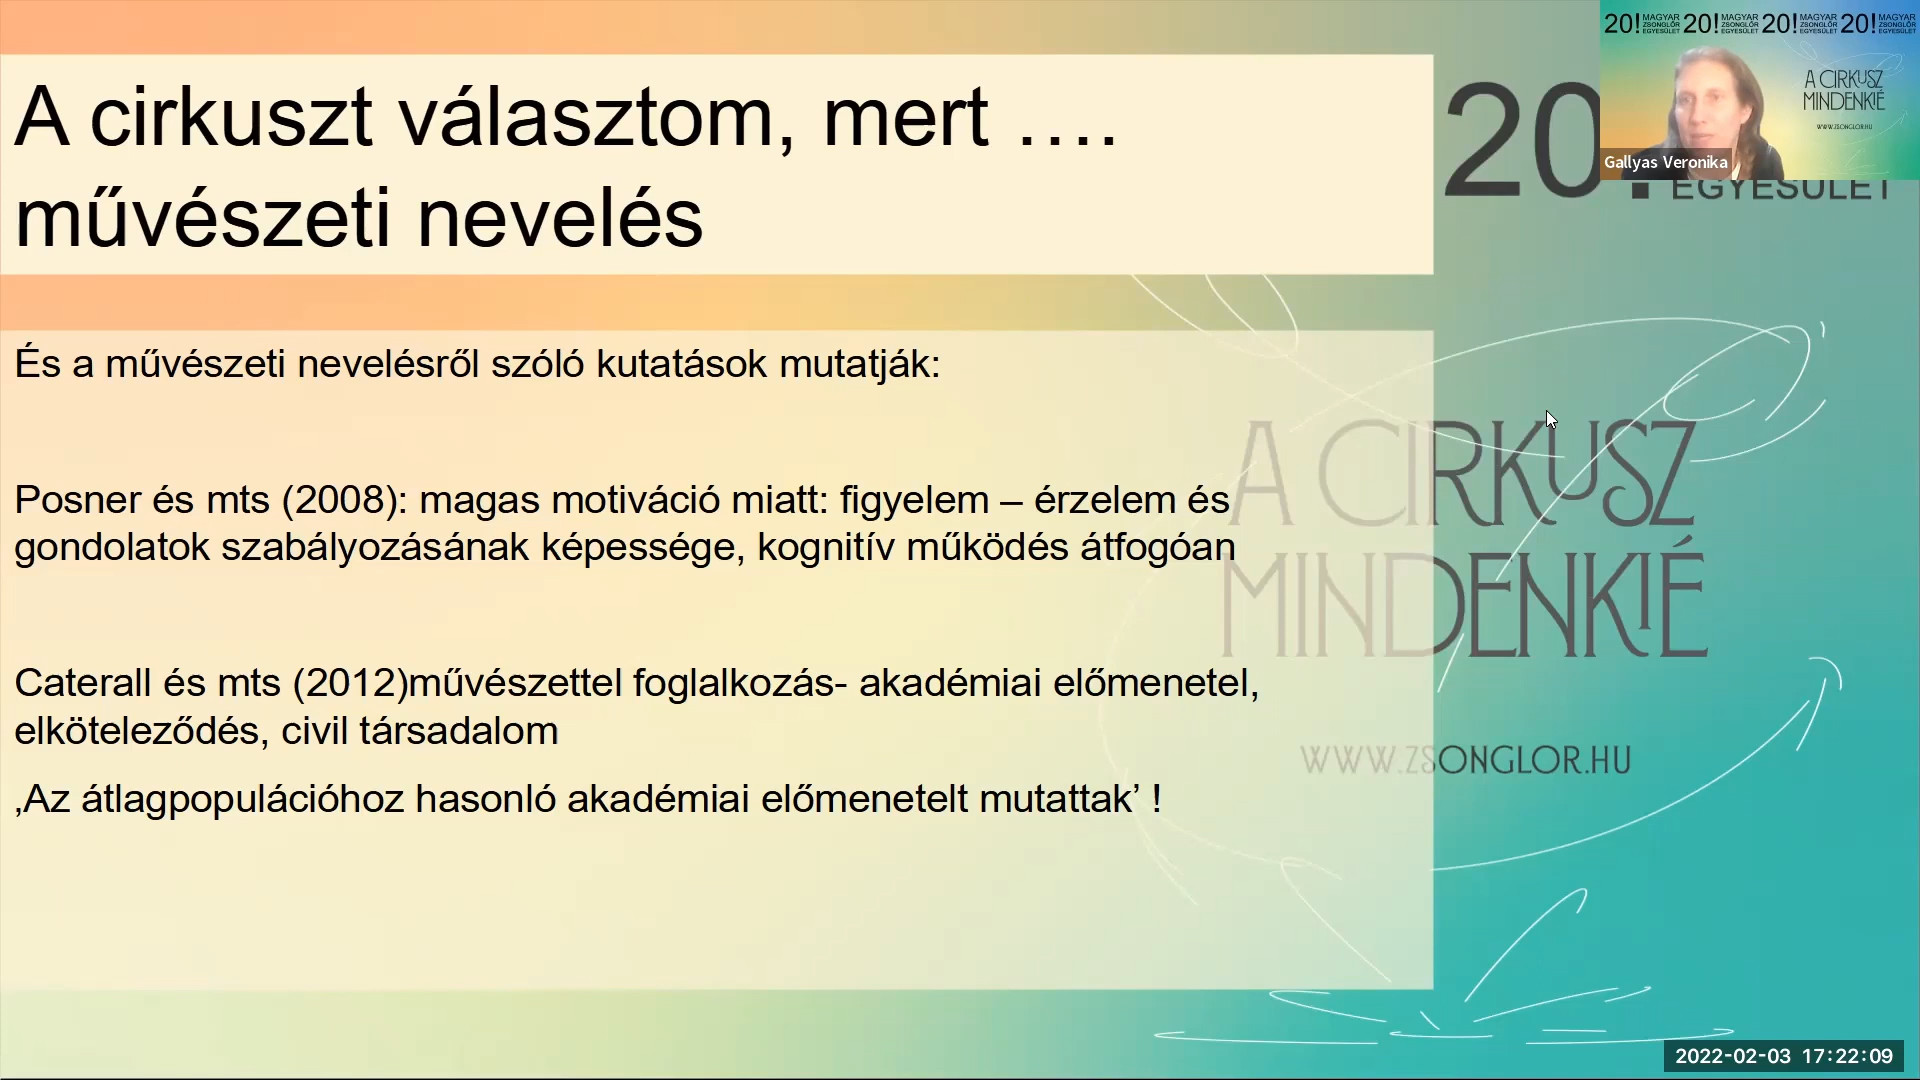 A cirkuszt választom, mert ….
művészeti nevelés
20!
EGYESÜLET
20! MAGYAR ZSONGLŐR EGYESÜLET 20! MAGYAR ZSONGLŐR EGYESÜLET 20! MAGYAR ZSONGLŐR EGYESÜLET 20! MAGYAR ZSONGLŐR EGYESÜLET
A CIRKUSZ
MINDENKIÉ
WWW.ZSONGLOR.HU
Gallyas Veronika
És a művészeti nevelésről szóló kutatások mutatják:
Posner és mts (2008): magas motiváció miatt: figyelem – érzelem és
gondolatok szabályozásának képessége, kognitív működés átfogóan
Caterall és mts (2012)művészettel foglalkozás- akadémiai előmenetel,
elköteleződés, civil társadalom
‚Az átlagpopulációhoz hasonló akadémiai előmenetelt mutattak’ !
A CIRKUSZ
MINDENKIÉ
WWW.ZSONGLOR.HU
2022-02-03 17:22:09